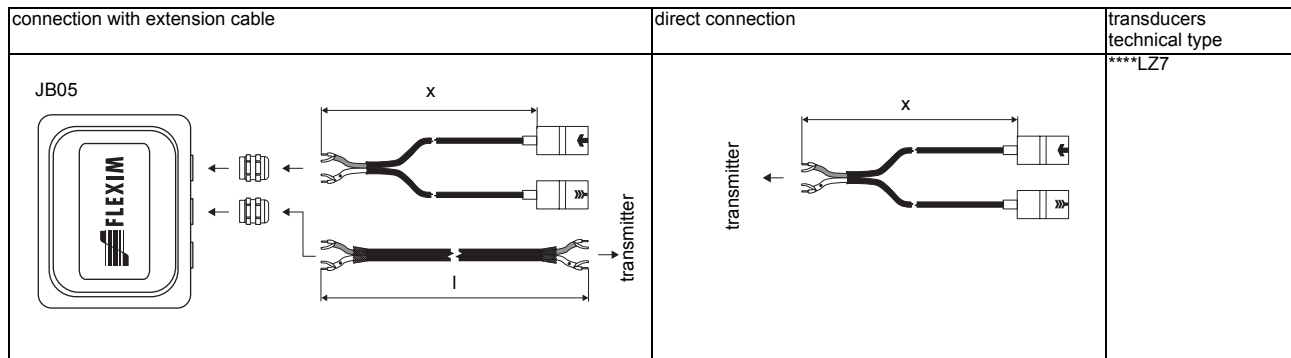 connection with extension cable
direct connection
transducers
technical type
JB05
FLEXIM
x
l
transmitter
transmitter
x
****LZ7